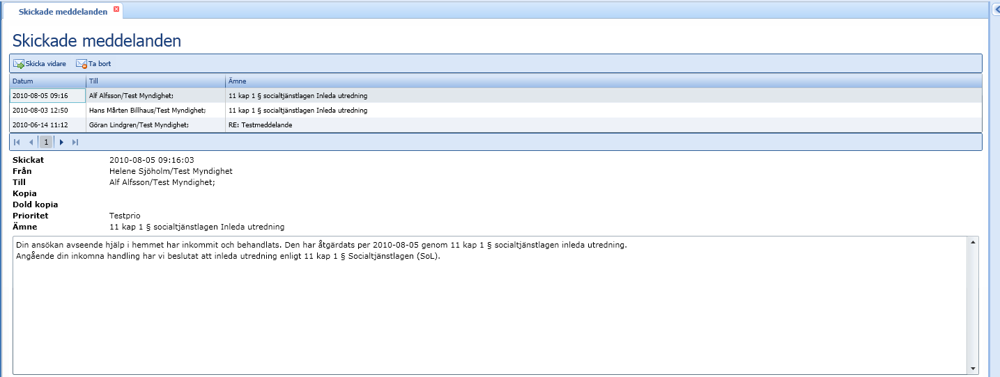 Skickade meddelanden
Skickade meddelanden
Skicka vidare Ta bort
Datum Till Ämne
2010-08-05 09:16 Alf Alfsson/Test Myndighet; 11 kap 1 § socialtjänstlagen Inleda utredning
2010-08-03 12:50 Hans Mårten Billhaus/Test Myndighet; 11 kap 1 § socialtjänstlagen Inleda utredning
2010-06-14 11:12 Göran Lindgren/Test Myndighet; RE: Testmeddelande
1
Skickat 2010-08-05 09:16:03
Från Helene Sjöholm/Test Myndighet
Till Alf Alfsson/Test Myndighet;
Kopia
Dold kopia
Prioritet Testprio
Ämne 11 kap 1 § socialtjänstlagen Inleda utredning
Din ansökan avseende hjälp i hemmet har inkommit och behandlats. Den har åtgärdats per 2010-08-05 genom 11 kap 1 § socialtjänstlagen inleda utredning.
Angående din inkomna handling har vi beslutat att inleda utredning enligt 11 kap 1 § Socialtjänstlagen (SoL).